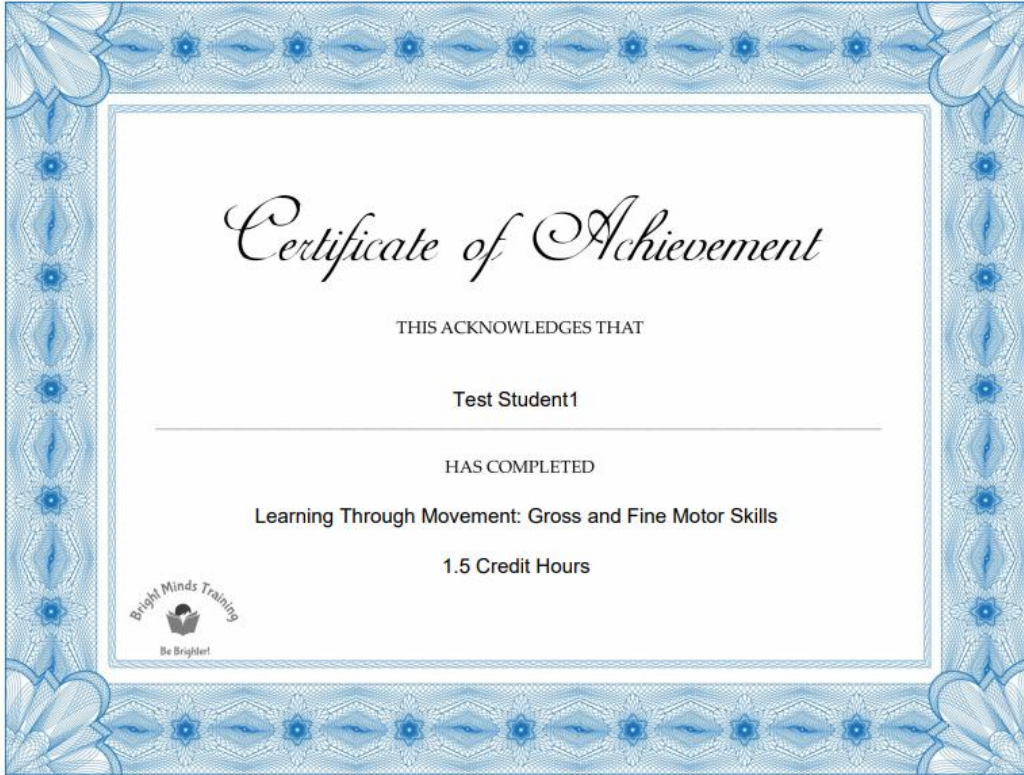 Certificate of Achievement
THIS ACKNOWLEDGES THAT
Test Student1
HAS COMPLETED
Learning Through Movement: Gross and Fine Motor Skills
1.5 Credit Hours
Bright Minds Training
Be Brighter!